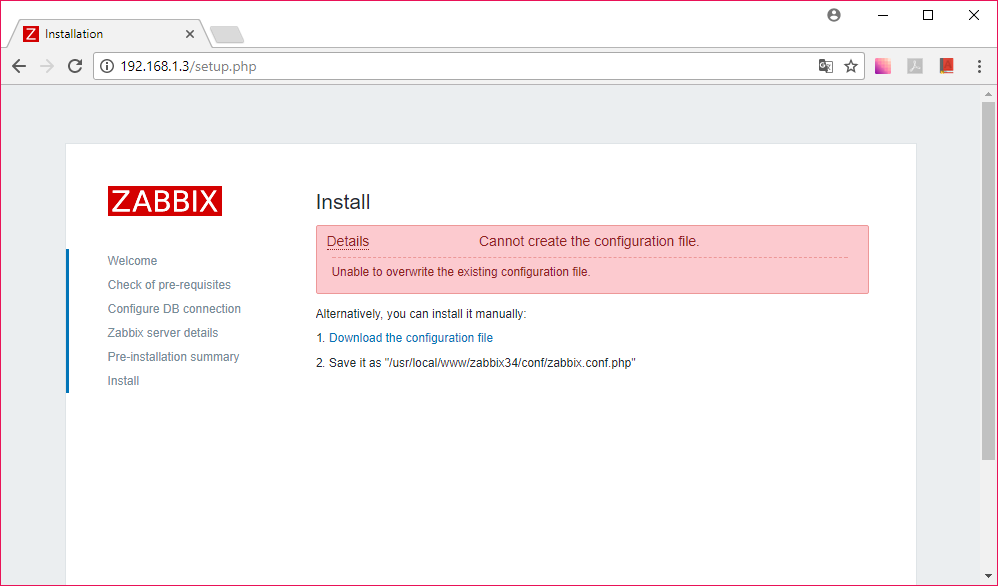 Installation
192.168.1.3/setup.php
ZABBIX
Welcome
Check of pre-requisites
Configure DB connection
Zabbix server details
Pre-installation summary
Install
Install
Details Cannot create the configuration file.
Unable to overwrite the existing configuration file.
Alternatively, you can install it manually:
1. Download the configuration file
2. Save it as "/usr/local/www/zabbix34/conf/zabbix.conf.php"